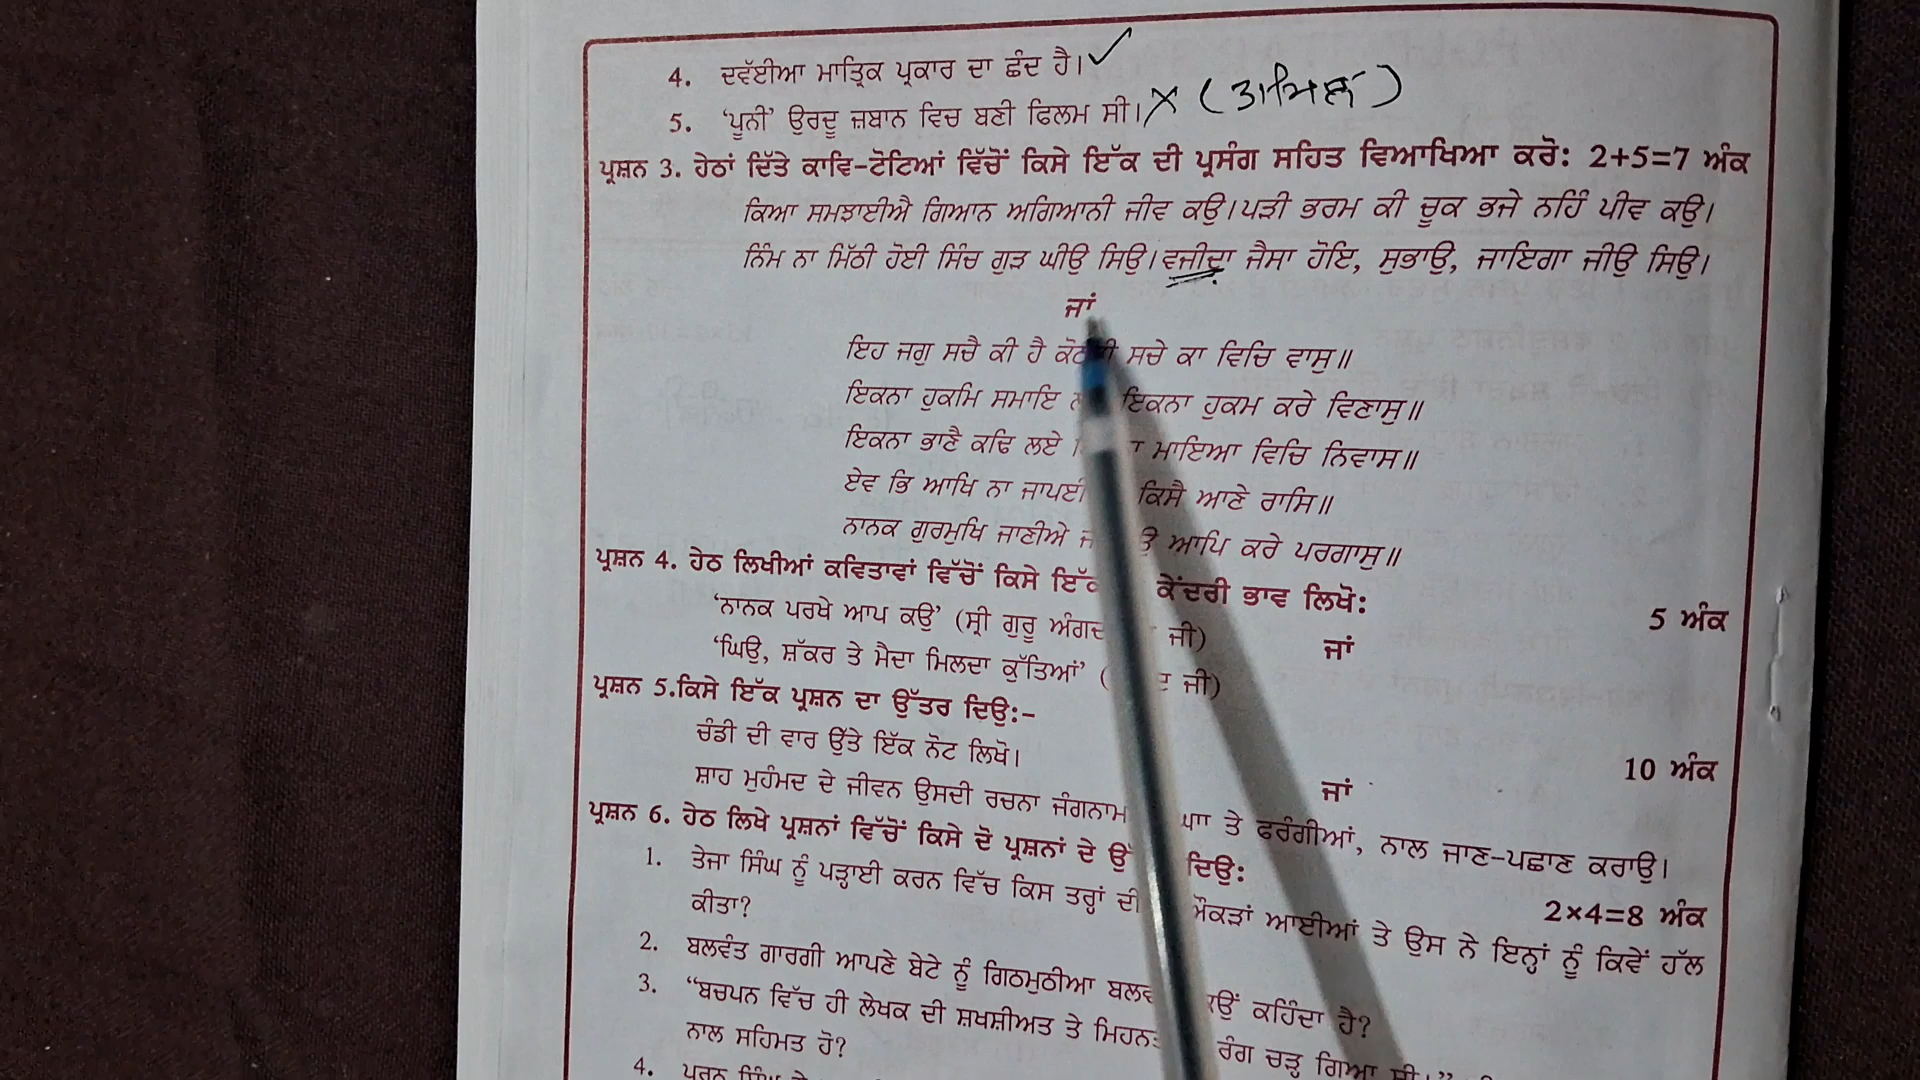 4. ਦਵੱਈਆ ਮਾਤ੍ਰਿਕ ਪ੍ਰਕਾਰ ਦਾ ਛੰਦ ਹੈ। ✓
5. ‘ਪੂਨੀ’ ਉਰਦੂ ਜ਼ਬਾਨ ਵਿਚ ਬਣੀ ਫਿਲਮ ਸੀ। ✗ (
ਪ੍ਰਸ਼ਨ 3. ਹੇਠਾਂ ਦਿੱਤੇ ਕਾਵਿ-ਟੋਟਿਆਂ ਵਿੱਚੋਂ ਕਿਸੇ ਇੱਕ ਦੀ ਪ੍ਰਸੰਗ ਸਹਿਤ ਵਿਆਖਿਆ ਕਰੋ: 2+5=7 ਅੰਕ
ਕਿਆ ਸਮਝਾਈਐ ਗਿਆਨ ਅਗਿਆਨੀ ਜੀਵ ਕਉ। ਪੜੀ ਭਰਮ ਕੀ ਚੂਕ ਭਜੇ ਨਹਿੰ ਪੀਵ ਕਉ।
ਨਿੰਮ ਨਾ ਮਿੱਠੀ ਹੋਈ ਸਿੰਚ ਗੁੜ ਘੀਉ ਸਿਉ। ਵਜੀਦਾ ਜੈਸਾ ਹੋਇ, ਸੁਭਾਉ, ਜਾਇਗਾ ਜੀਉ ਸਿਉ।
ਜਾਂ
ਇਹ ਜਗੁ ਸਚੈ ਕੀ ਹੈ ਸਚੇ ਕਾ ਵਿਚਿ ਵਾਸੁ॥
ਇਕਨਾ ਹੁਕਮਿ ਸਮਾਇ ਇਕਨਾ ਹੁਕਮ ਕਰੇ ਵਿਣਾਸੁ॥
ਇਕਨਾ ਭਾਣੈ ਕਢਿ ਲਏ ਮਾਇਆ ਵਿਚਿ ਨਿਵਾਸ॥
ਏਵ ਭਿ ਆਖਿ ਨਾ ਜਾਪਈ ਕਿਸੈ ਆਣੇ ਰਾਸਿ॥
ਨਾਨਕ ਗੁਰਮੁਖਿ ਜਾਣੀਐ ਆਪਿ ਕਰੇ ਪਰਗਾਸੁ॥
ਪ੍ਰਸ਼ਨ 4. ਹੇਠ ਲਿਖੀਆਂ ਕਵਿਤਾਵਾਂ ਵਿੱਚੋਂ ਕਿਸੇ ਇੱਕ ਕੇਂਦਰੀ ਭਾਵ ਲਿਖੋ: 5 ਅੰਕ
‘ਨਾਨਕ ਪਰਖੇ ਆਪ ਕਉ’ (ਸ੍ਰੀ ਗੁਰੂ ਅੰਗਦ ਜੀ) ਜਾਂ
‘ਘਿਉ, ਸ਼ੱਕਰ ਤੇ ਮੈਦਾ ਮਿਲਦਾ ਕੁੱਤਿਆਂ’ ( ਜੀ)
ਪ੍ਰਸ਼ਨ 5.ਕਿਸੇ ਇੱਕ ਪ੍ਰਸ਼ਨ ਦਾ ਉੱਤਰ ਦਿਉ:- 10 ਅੰਕ
ਚੰਡੀ ਦੀ ਵਾਰ ਉੱਤੇ ਇੱਕ ਨੋਟ ਲਿਖੋ। ਜਾਂ
ਸ਼ਾਹ ਮੁਹੰਮਦ ਦੇ ਜੀਵਨ ਉਸਦੀ ਰਚਨਾ ਤੇ ਫਰੰਗੀਆਂ, ਨਾਲ ਜਾਣ-ਪਛਾਣ ਕਰਾਉ।
ਪ੍ਰਸ਼ਨ 6. ਹੇਠ ਲਿਖੇ ਪ੍ਰਸ਼ਨਾਂ ਵਿੱਚੋਂ ਕਿਸੇ ਦੋ ਪ੍ਰਸ਼ਨਾਂ ਦੇ ਦਿਉ: 2×4=8 ਅੰਕ
1. ਤੇਜਾ ਸਿੰਘ ਨੂੰ ਪੜ੍ਹਾਈ ਕਰਨ ਵਿੱਚ ਕਿਸ ਤਰ੍ਹਾਂ ਦੀ ਆਈਆਂ ਤੇ ਉਸ ਨੇ ਇਨ੍ਹਾਂ ਨੂੰ ਕਿਵੇਂ ਹੱਲ
ਕੀਤਾ?
2. ਬਲਵੰਤ ਗਾਰਗੀ ਆਪਣੇ ਬੇਟੇ ਨੂੰ ਗਿਠਮੁਠੀਆ ਕਹਿੰਦਾ ਹੈ?
3. “ਬਚਪਨ ਵਿੱਚ ਹੀ ਲੇਖਕ ਦੀ ਸ਼ਖਸ਼ੀਅਤ ਤੇ ਰੰਗ ਚੜ੍ਹ ਗਿਆ ਸੀ।”
ਨਾਲ ਸਹਿਮਤ ਹੋ?
4.